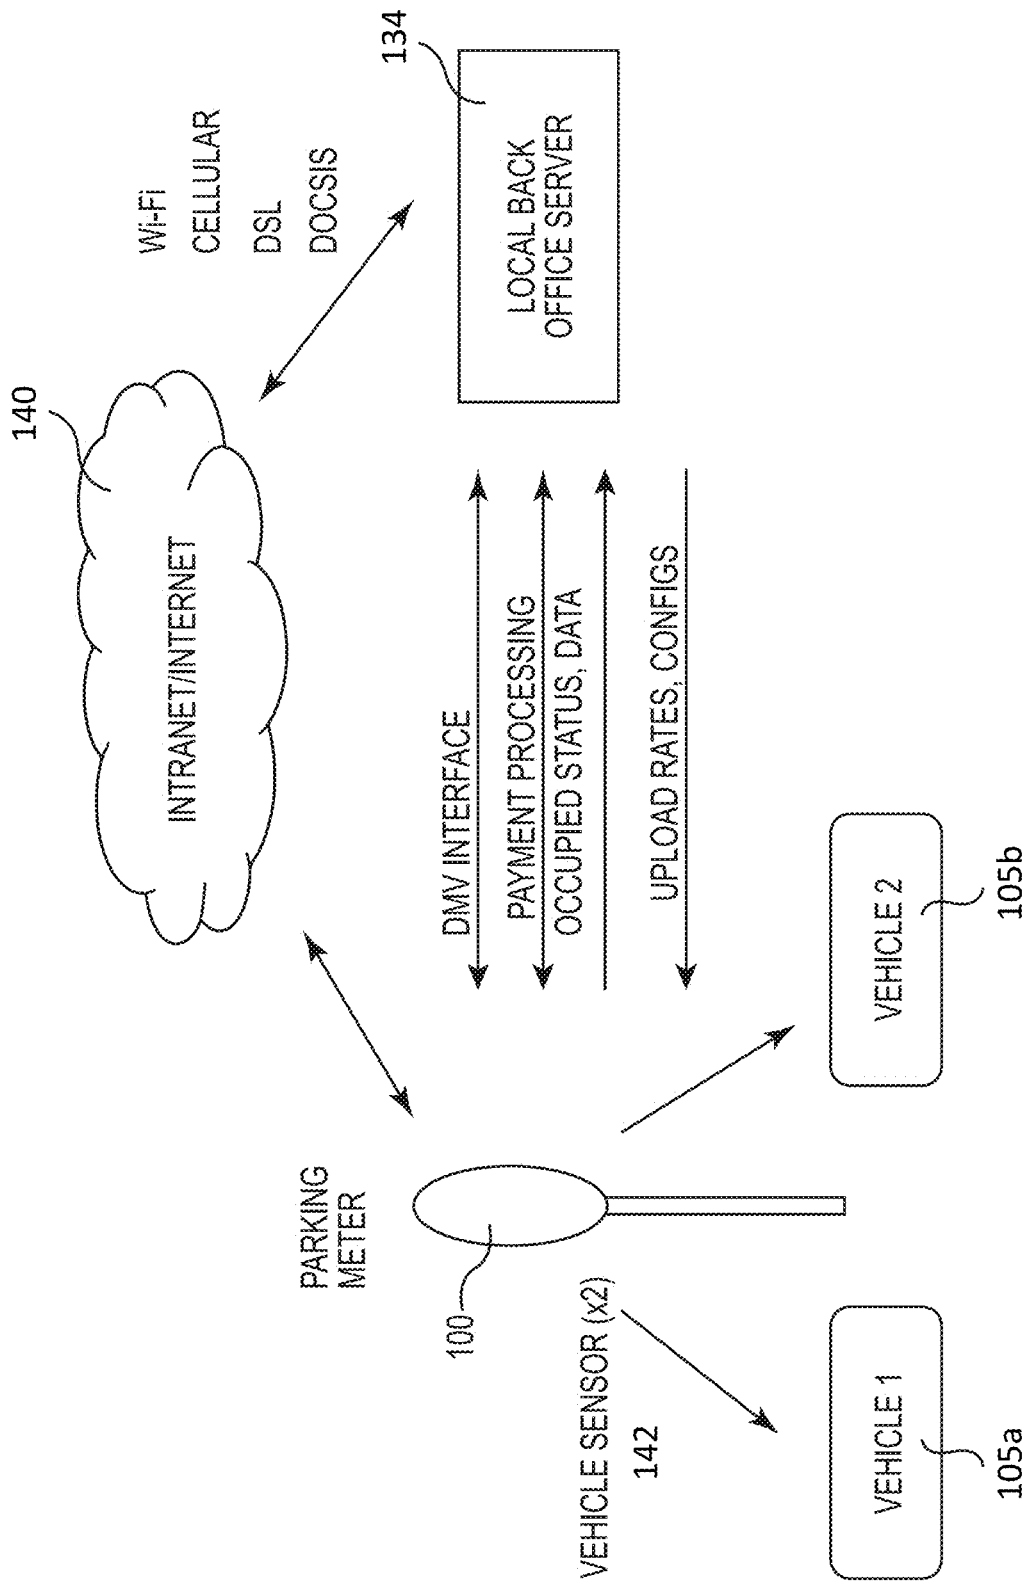 140
INTRANET/INTERNET
Wi-Fi
CELLULAR
DSL
DOCSIS
134
LOCAL BACK
OFFICE SERVER
PARKING
METER
100
DMV INTERFACE
PAYMENT PROCESSING
OCCUPIED STATUS, DATA
UPLOAD RATES, CONFIGS
VEHICLE SENSOR (x2)
142
VEHICLE 1
105a
VEHICLE 2
105b